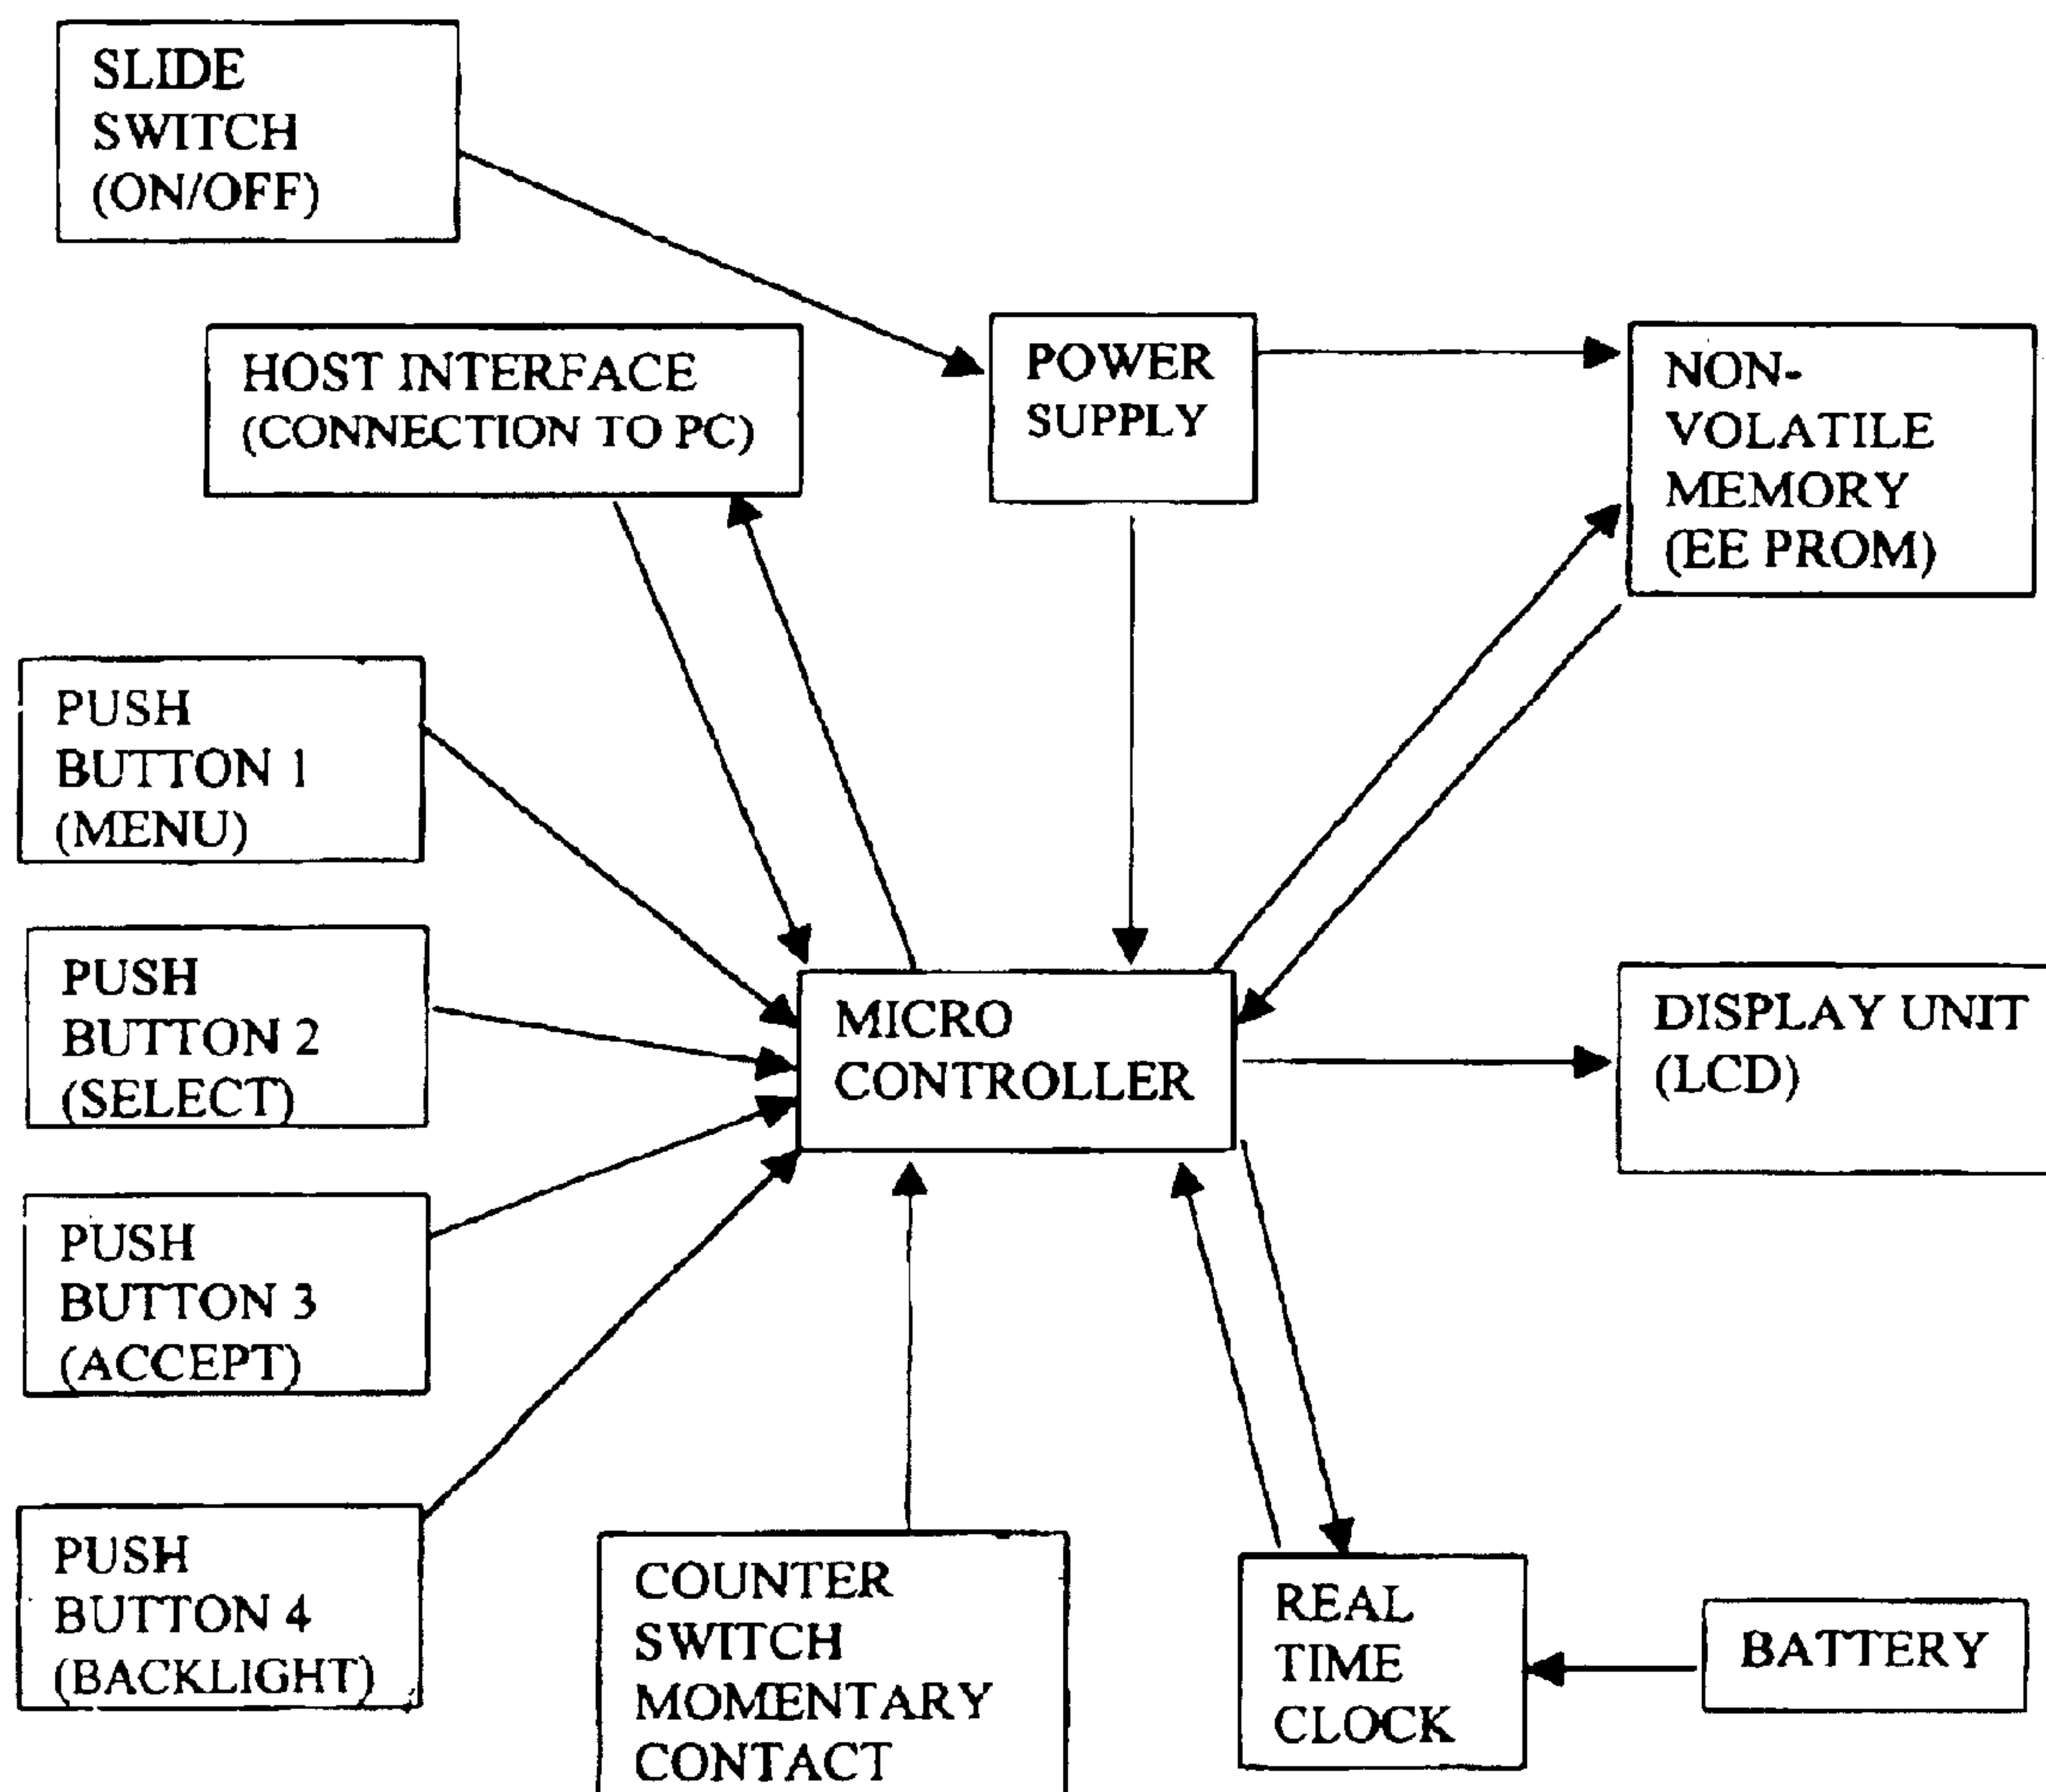 SLIDE
SWITCH
(ON/OFF)
HOST INTERFACE
(CONNECTION TO PC)
POWER
SUPPLY
NON-
VOLATILE
MEMORY
(EE PROM)
PUSH
BUTTON 1
(MENU)
PUSH
BUTTON 2
(SELECT)
MICRO
CONTROLLER
DISPLAY UNIT
(LCD)
PUSH
BUTTON 3
(ACCEPT)
PUSH
BUTTON 4
(BACKLIGHT)
COUNTER
SWITCH
MOMENTARY
CONTACT
REAL
TIME
CLOCK
BATTERY